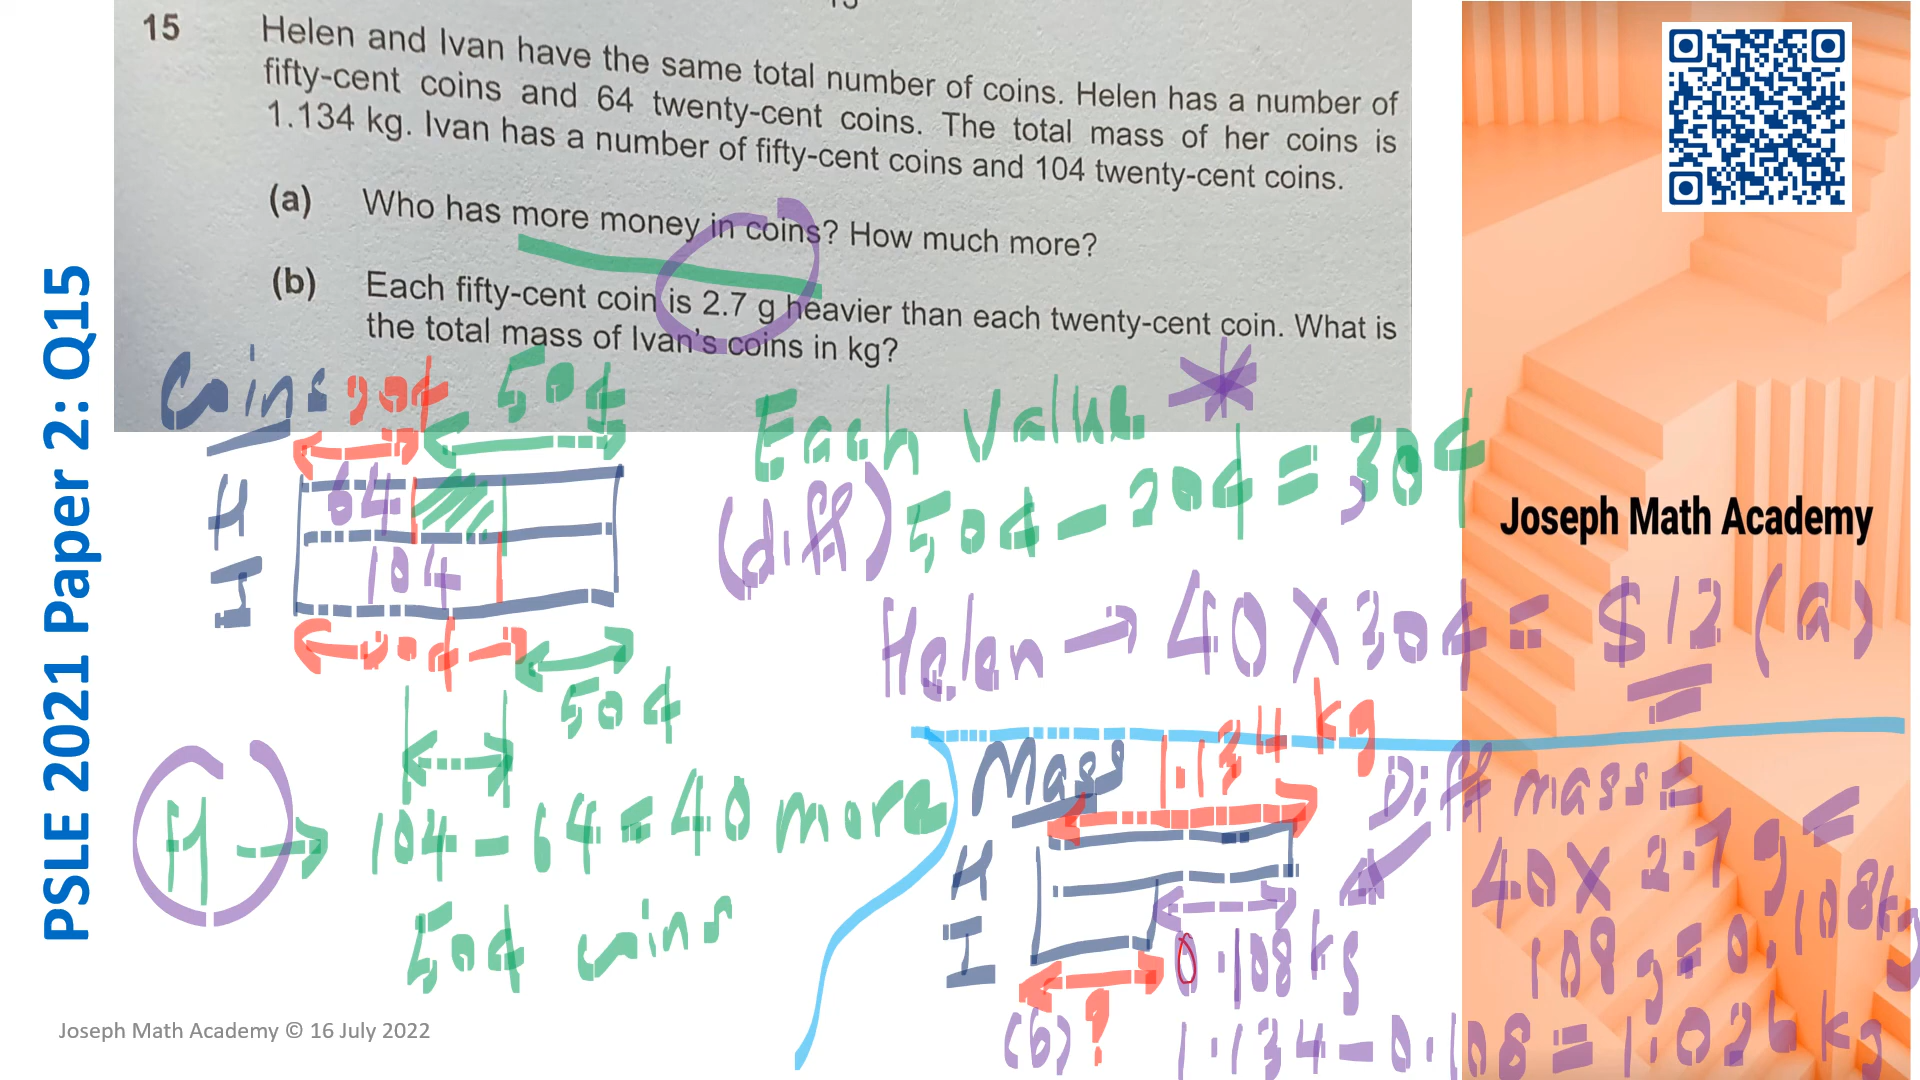 PSLE 2021 Paper 2: Q15
15 Helen and Ivan have the same total number of coins. Helen has a number of
fifty-cent coins and 64 twenty-cent coins. The total mass of her coins is
1.134 kg. Ivan has a number of fifty-cent coins and 104 twenty-cent coins.
(a) Who has more money in coins? How much more?
(b) Each fifty-cent coin is 2.7 g heavier than each twenty-cent coin. What is
the total mass of Ivan's coins in kg?
Coins 20¢ 50¢
H 64
I 104
20¢ 50¢
H → 104 - 64 = 40 more
50¢ coins
Each Value *
(diff) 50¢ - 20¢ = 30¢
Helen → 40 × 30¢ = $12 (a)
Mass 1.134 kg
H
I 0.108 kg
(b) ?
Diff mass =
40 × 2.7 g =
108 g = 0.108 kg
1.134 - 0.108 = 1.026 kg
Joseph Math Academy
Joseph Math Academy © 16 July 2022